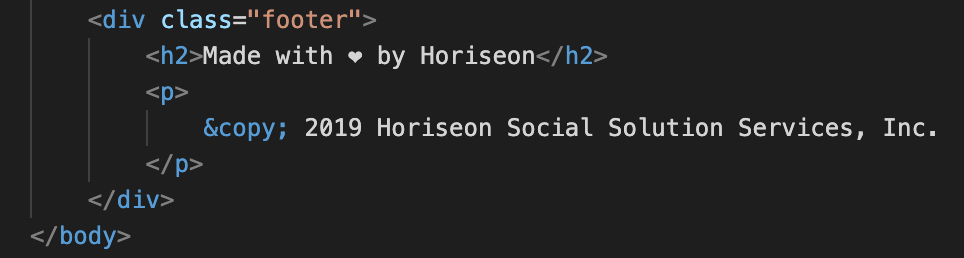 <div class="footer">
<h2>Made with ❤ by Horiseon</h2>
<p>
&copy; 2019 Horiseon Social Solution Services, Inc.
</p>
</div>
</body>